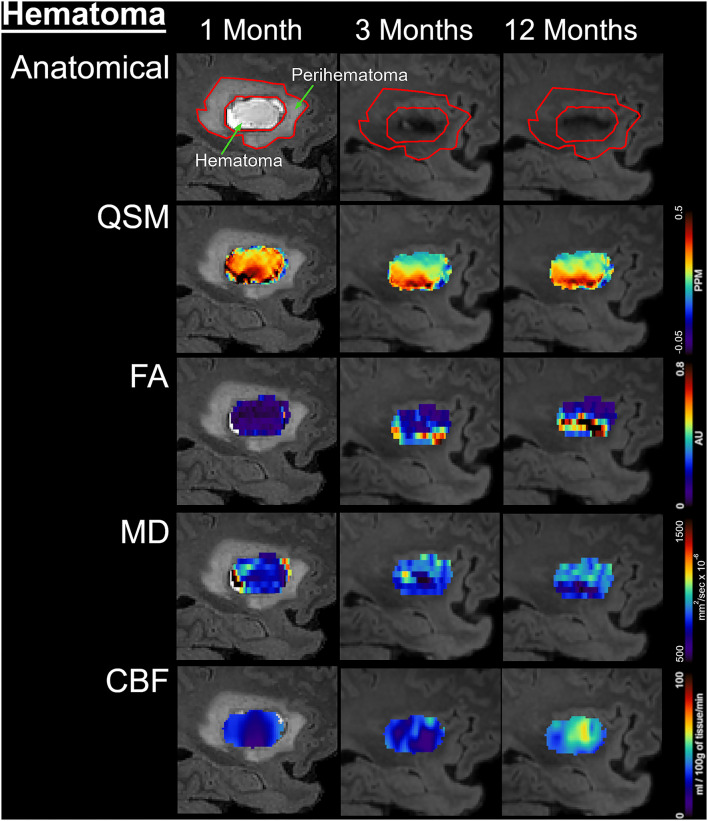 Hematoma
1 Month
3 Months
12 Months
Anatomical
Perihematoma
Hematoma
QSM
0.5
PPM
-0.05
FA
0.8
AU
0
MD
1500
mm²/sec x 10⁻⁶
500
CBF
100
ml / 100g of tissue/min
0